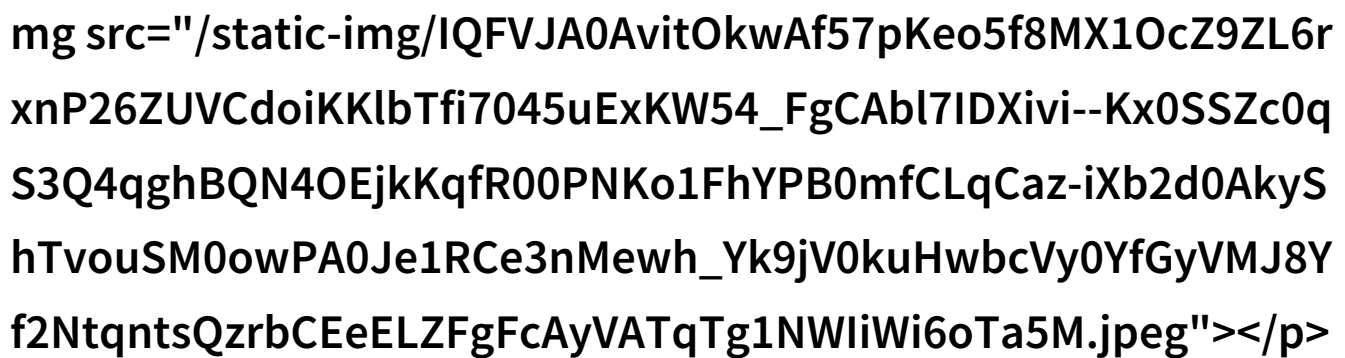 mg src="/static-img/IQFVJA0AvitOkwAf57pKeo5f8MX1OcZ9ZL6r
xnP26ZUVCdoiKKlbTfi7045uExKW54_FgCAbl7IDXivi--Kx0SSZc0q
S3Q4qghBQN4OEjkKqfR00PNKo1FhYPB0mfCLqCaz-iXb2d0AkyS
hTvouSM0owPA0Je1RCe3nMewh_Yk9jV0kuHwbcVy0YfGyVMJ8Y
f2NtqntsQzrbCEeELZFgFcAyVATqTg1NWIiWi6oTa5M.jpeg"></p>